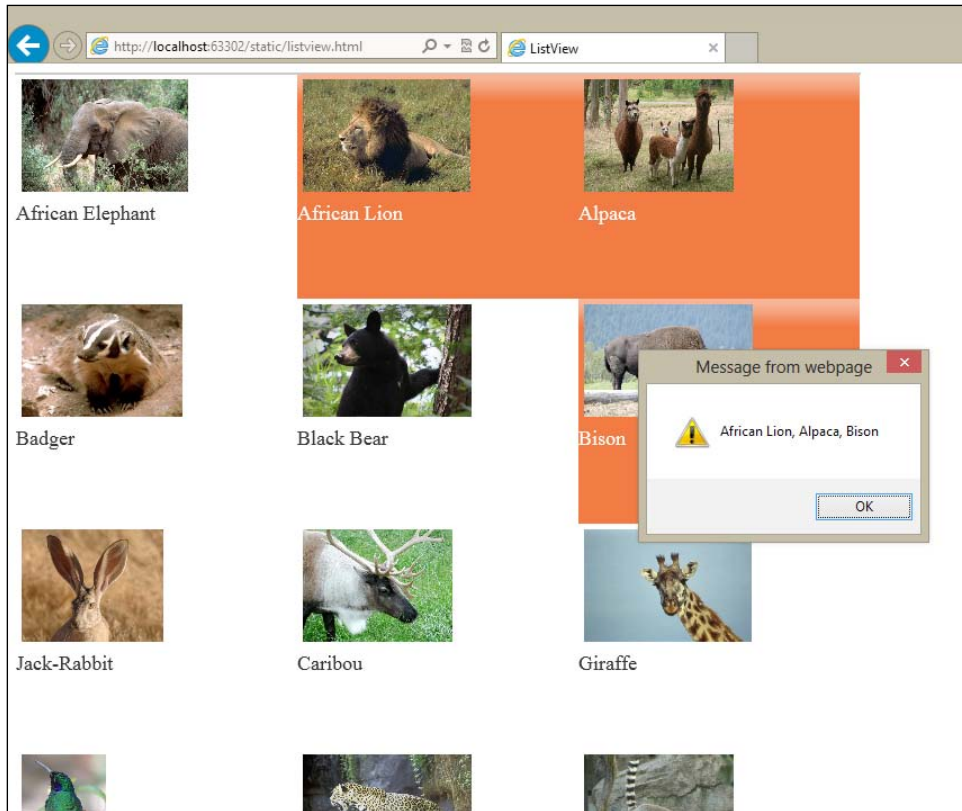 http://localhost:63302/static/listview.html
ListView
African Elephant
African Lion
Alpaca
Badger
Black Bear
Bison
Message from webpage
African Lion, Alpaca, Bison
OK
Jack-Rabbit
Caribou
Giraffe